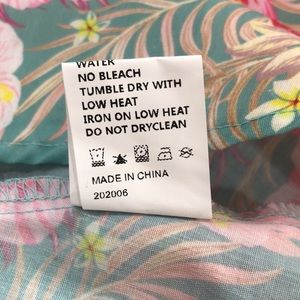 WATER
NO BLEACH
TUMBLE DRY WITH
LOW HEAT
IRON ON LOW HEAT
DO NOT DRYCLEAN
MADE IN CHINA
202006